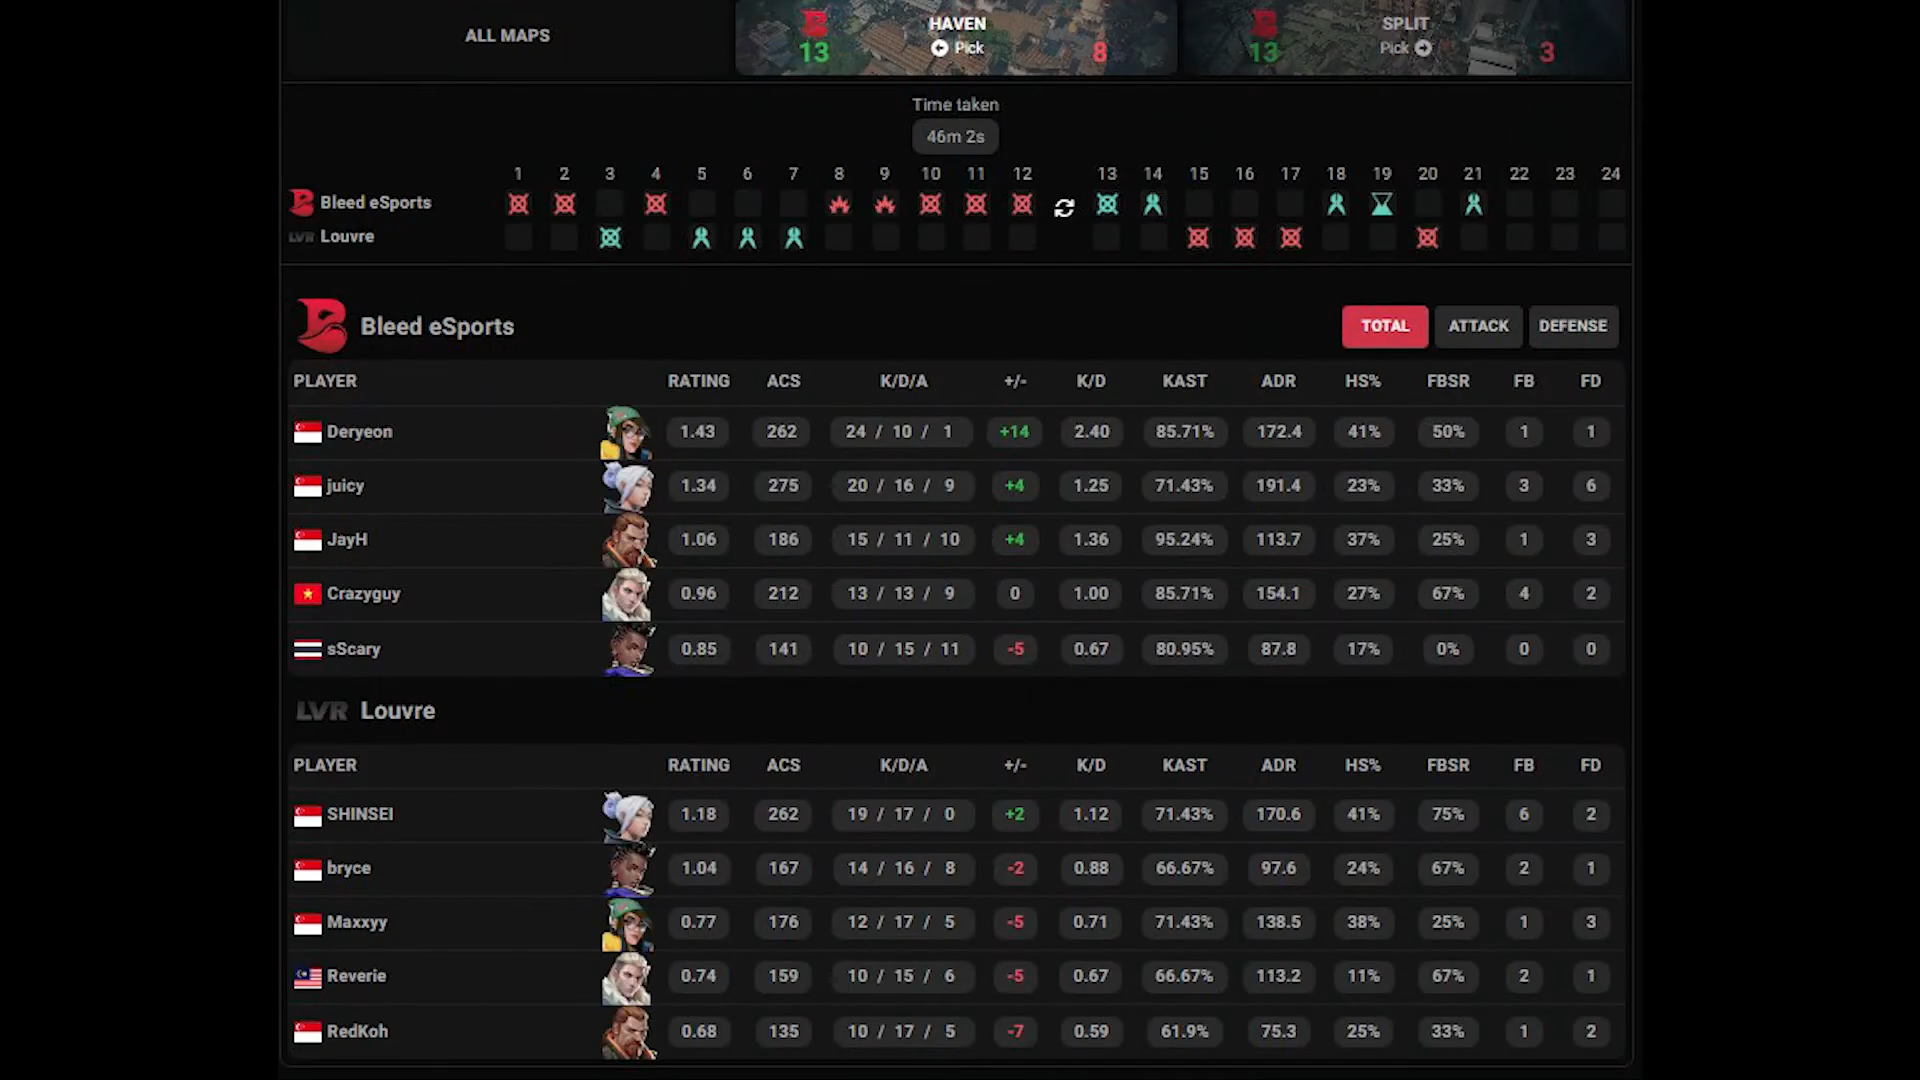 ALL MAPS
13 HAVEN 8
Pick
13 SPLIT 3
Pick
Time taken
46m 2s
1 2 3 4 5 6 7 8 9 10 11 12 13 14 15 16 17 18 19 20 21 22 23 24
Bleed eSports
LVR Louvre
Bleed eSports
TOTAL ATTACK DEFENSE
PLAYER RATING ACS K/D/A +/- K/D KAST ADR HS% FBSR FB FD
Deryeon 1.43 262 24 / 10 / 1 +14 2.40 85.71% 172.4 41% 50% 1 1
juicy 1.34 275 20 / 16 / 9 +4 1.25 71.43% 191.4 23% 33% 3 6
JayH 1.06 186 15 / 11 / 10 +4 1.36 95.24% 113.7 37% 25% 1 3
Crazyguy 0.96 212 13 / 13 / 9 0 1.00 85.71% 154.1 27% 67% 4 2
sScary 0.85 141 10 / 15 / 11 -5 0.67 80.95% 87.8 17% 0% 0 0
LVR Louvre
PLAYER RATING ACS K/D/A +/- K/D KAST ADR HS% FBSR FB FD
SHINSEI 1.18 262 19 / 17 / 0 +2 1.12 71.43% 170.6 41% 75% 6 2
bryce 1.04 167 14 / 16 / 8 -2 0.88 66.67% 97.6 24% 67% 2 1
Maxxyy 0.77 176 12 / 17 / 5 -5 0.71 71.43% 138.5 38% 25% 1 3
Reverie 0.74 159 10 / 15 / 6 -5 0.67 66.67% 113.2 11% 67% 2 1
RedKoh 0.68 135 10 / 17 / 5 -7 0.59 61.9% 75.3 25% 33% 1 2